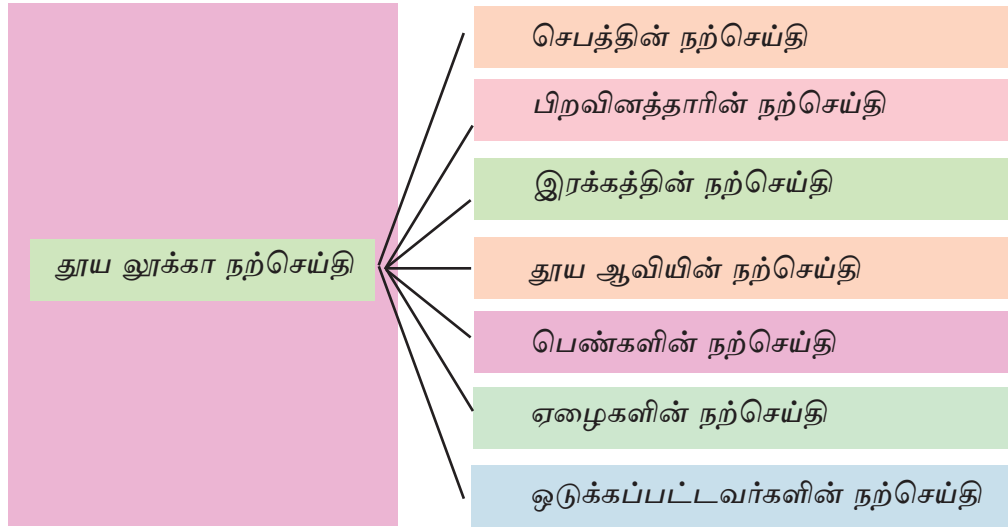 செபத்தின் நற்செய்தி
பிறவினத்தாரின் நற்செய்தி
இரக்கத்தின் நற்செய்தி
தூய லூக்கா நற்செய்தி
தூய ஆவியின் நற்செய்தி
பெண்களின் நற்செய்தி
ஏழைகளின் நற்செய்தி
ஒடுக்கப்பட்டவர்களின் நற்செய்தி